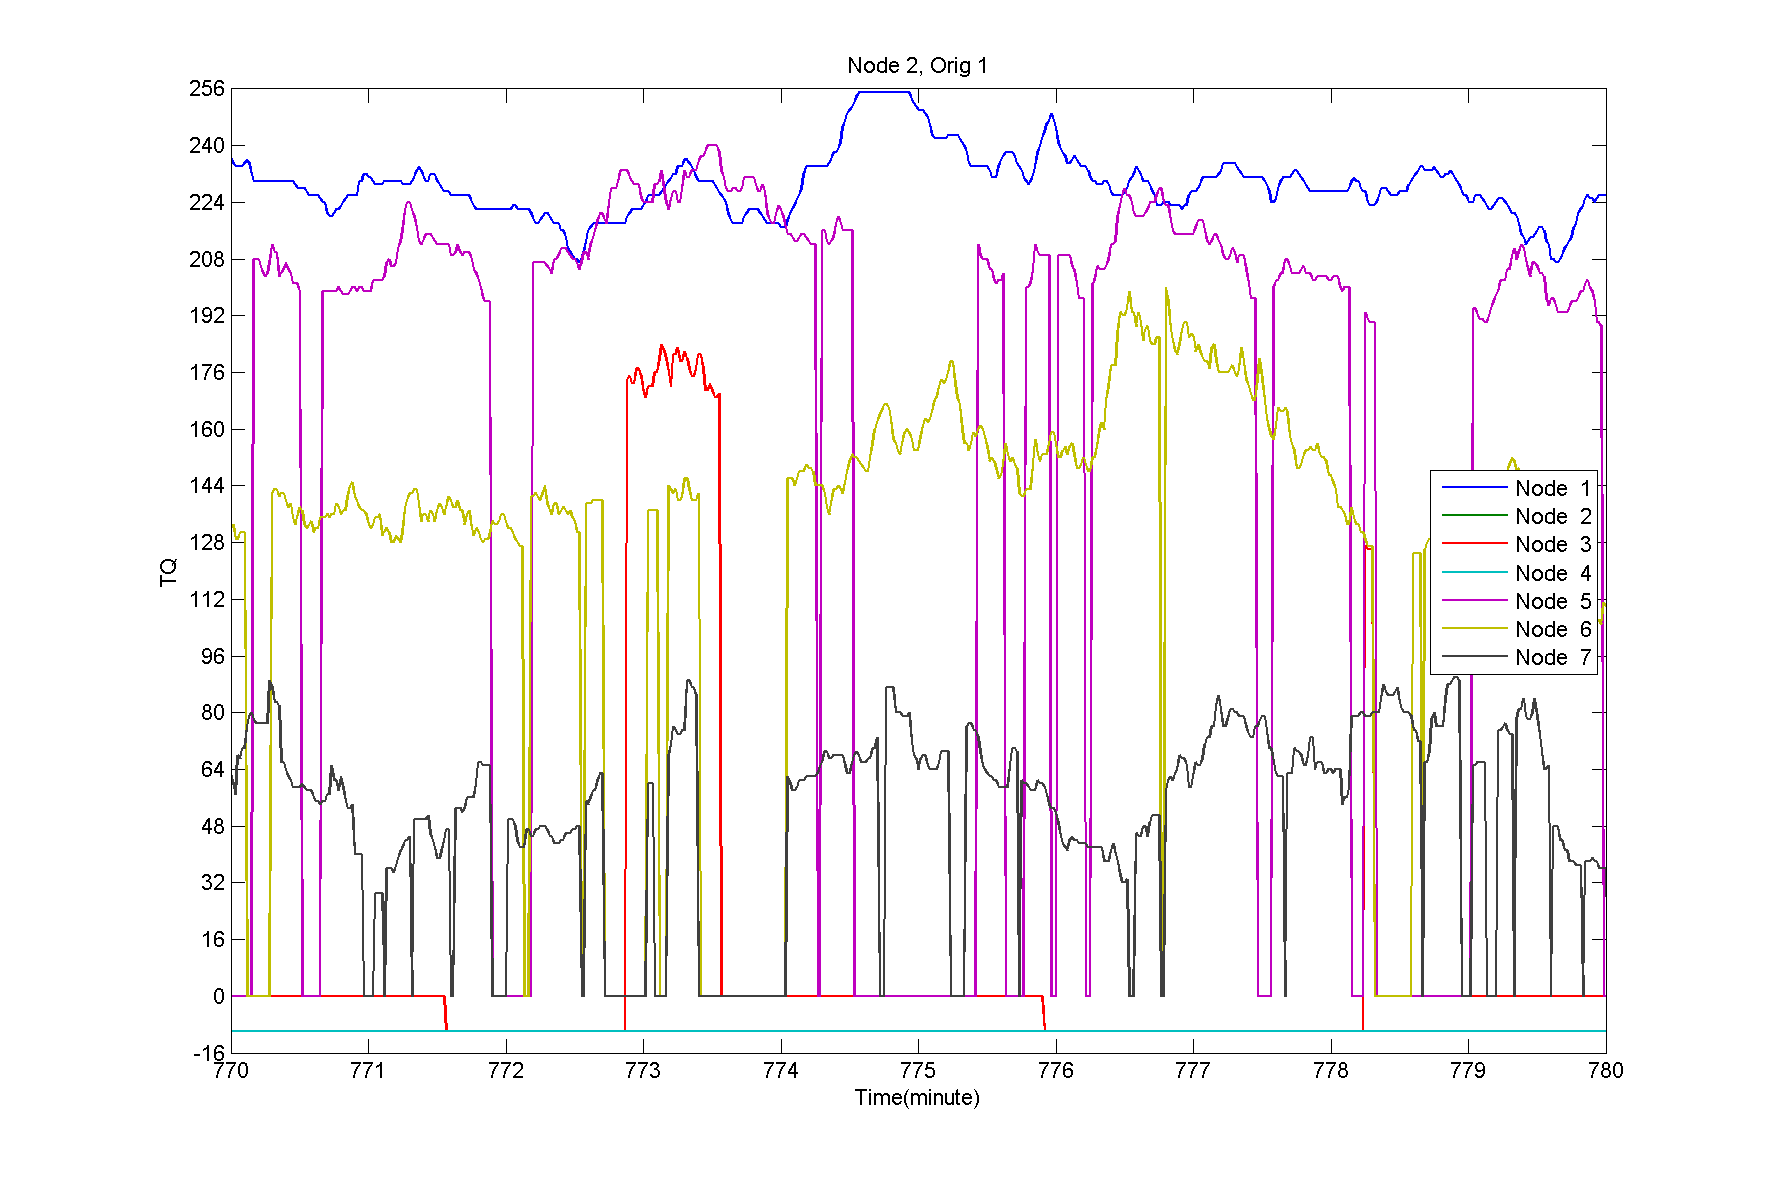 Node 2, Orig 1
256
240
224
208
192
176
160
144
128
112
96
80
64
48
32
16
0
-16
TQ
Node 1
Node 2
Node 3
Node 4
Node 5
Node 6
Node 7
770 771 772 773 774 775 776 777 778 779 780
Time(minute)